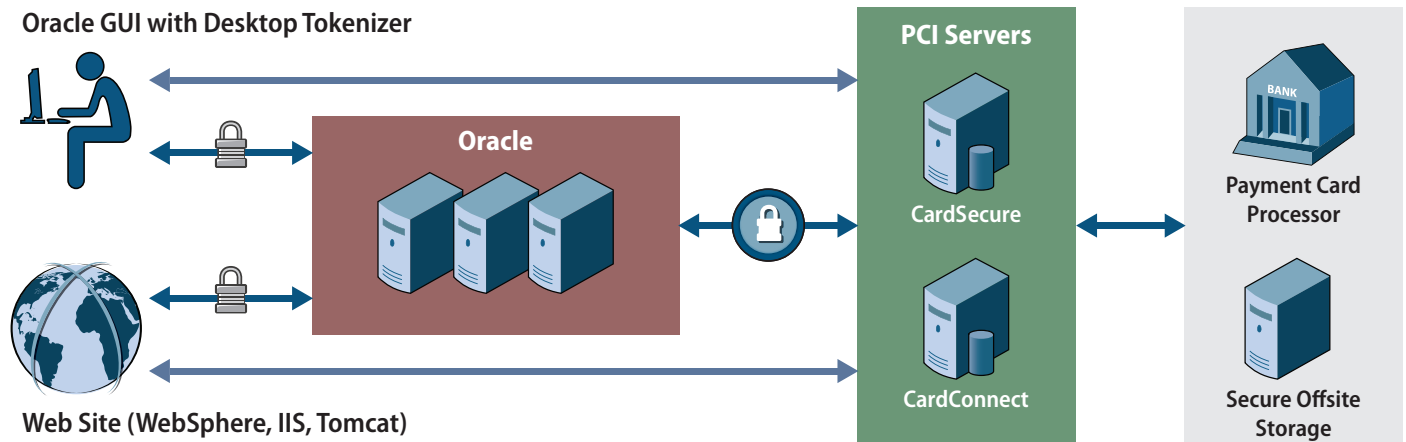 Oracle GUI with Desktop Tokenizer
Oracle
Web Site (WebSphere, IIS, Tomcat)
PCI Servers
CardSecure
CardConnect
BANK
Payment Card
Processor
Secure Offsite
Storage